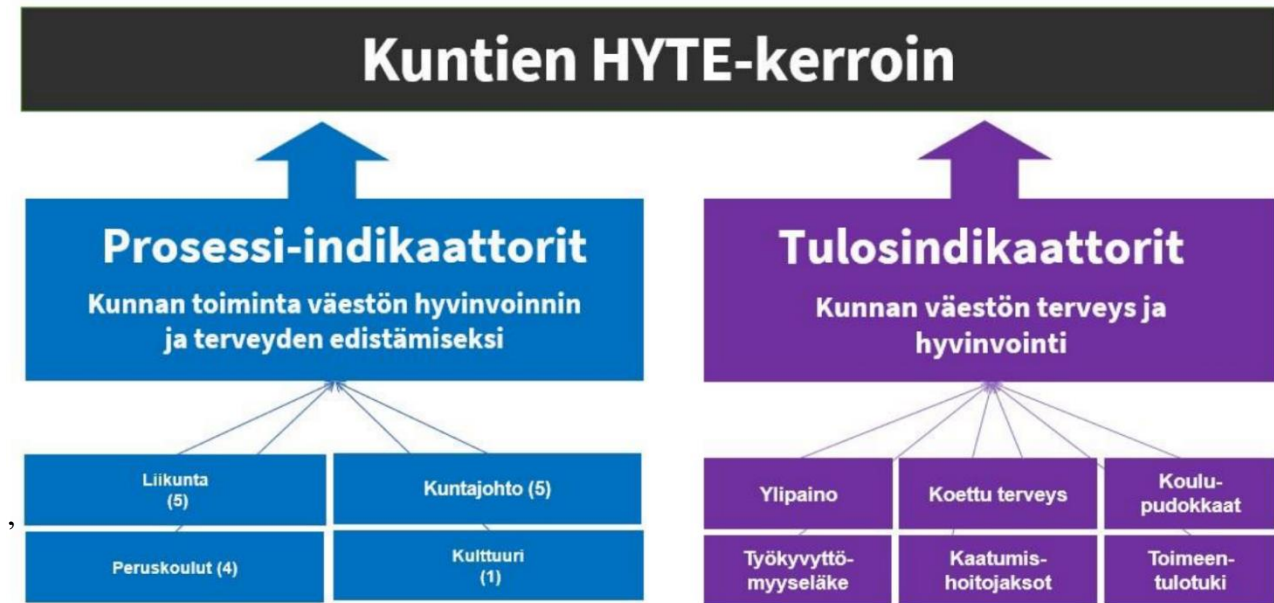 Kuntien HYTE-kerroin
Prosessi-indikaattorit
Kunnan toiminta väestön hyvinvoinnin
ja terveyden edistämiseksi
Tulosindikaattorit
Kunnan väestön terveys ja
hyvinvointi
Liikunta
(5)
Kuntajohto (5)
Peruskoulut (4)
Kulttuuri
(1)
Ylipaino
Koettu terveys
Koulu-
pudokkaat
Työkyvyttö-
myyseläke
Kaatumis-
hoitojaksot
Toimeen-
tulotuki
,